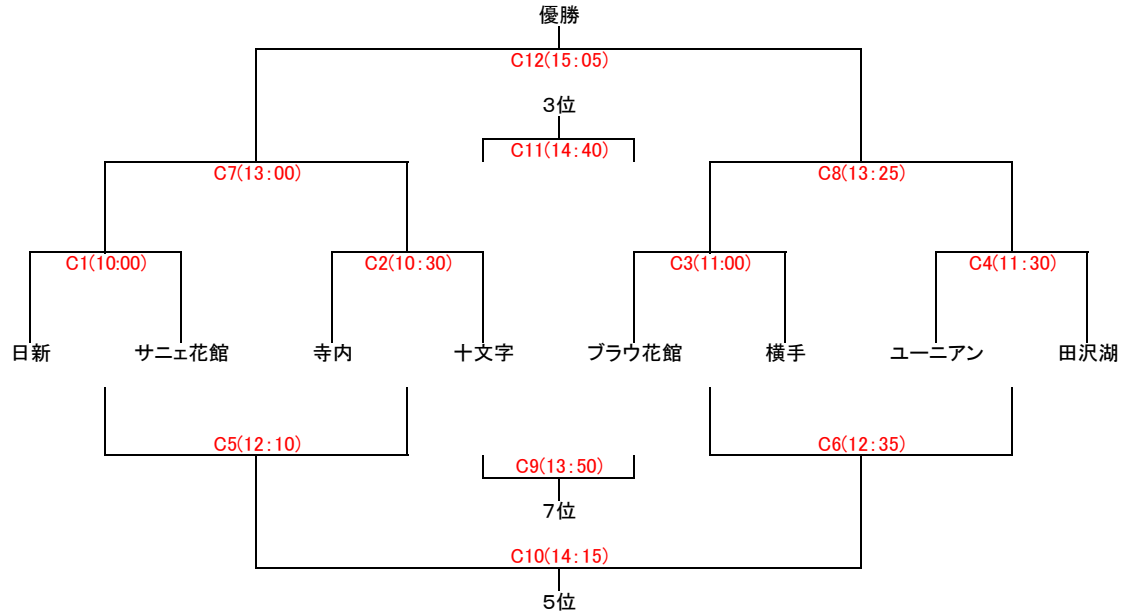 優勝
C12(15:05)
3位
C11(14:40)
C7(13:00)
C8(13:25)
C1(10:00)
C2(10:30)
C3(11:00)
C4(11:30)
日新
サニェ花館
寺内
十文字
ブラウ花館
横手
ユーニアン
田沢湖
C5(12:10)
C6(12:35)
C9(13:50)
7位
C10(14:15)
5位